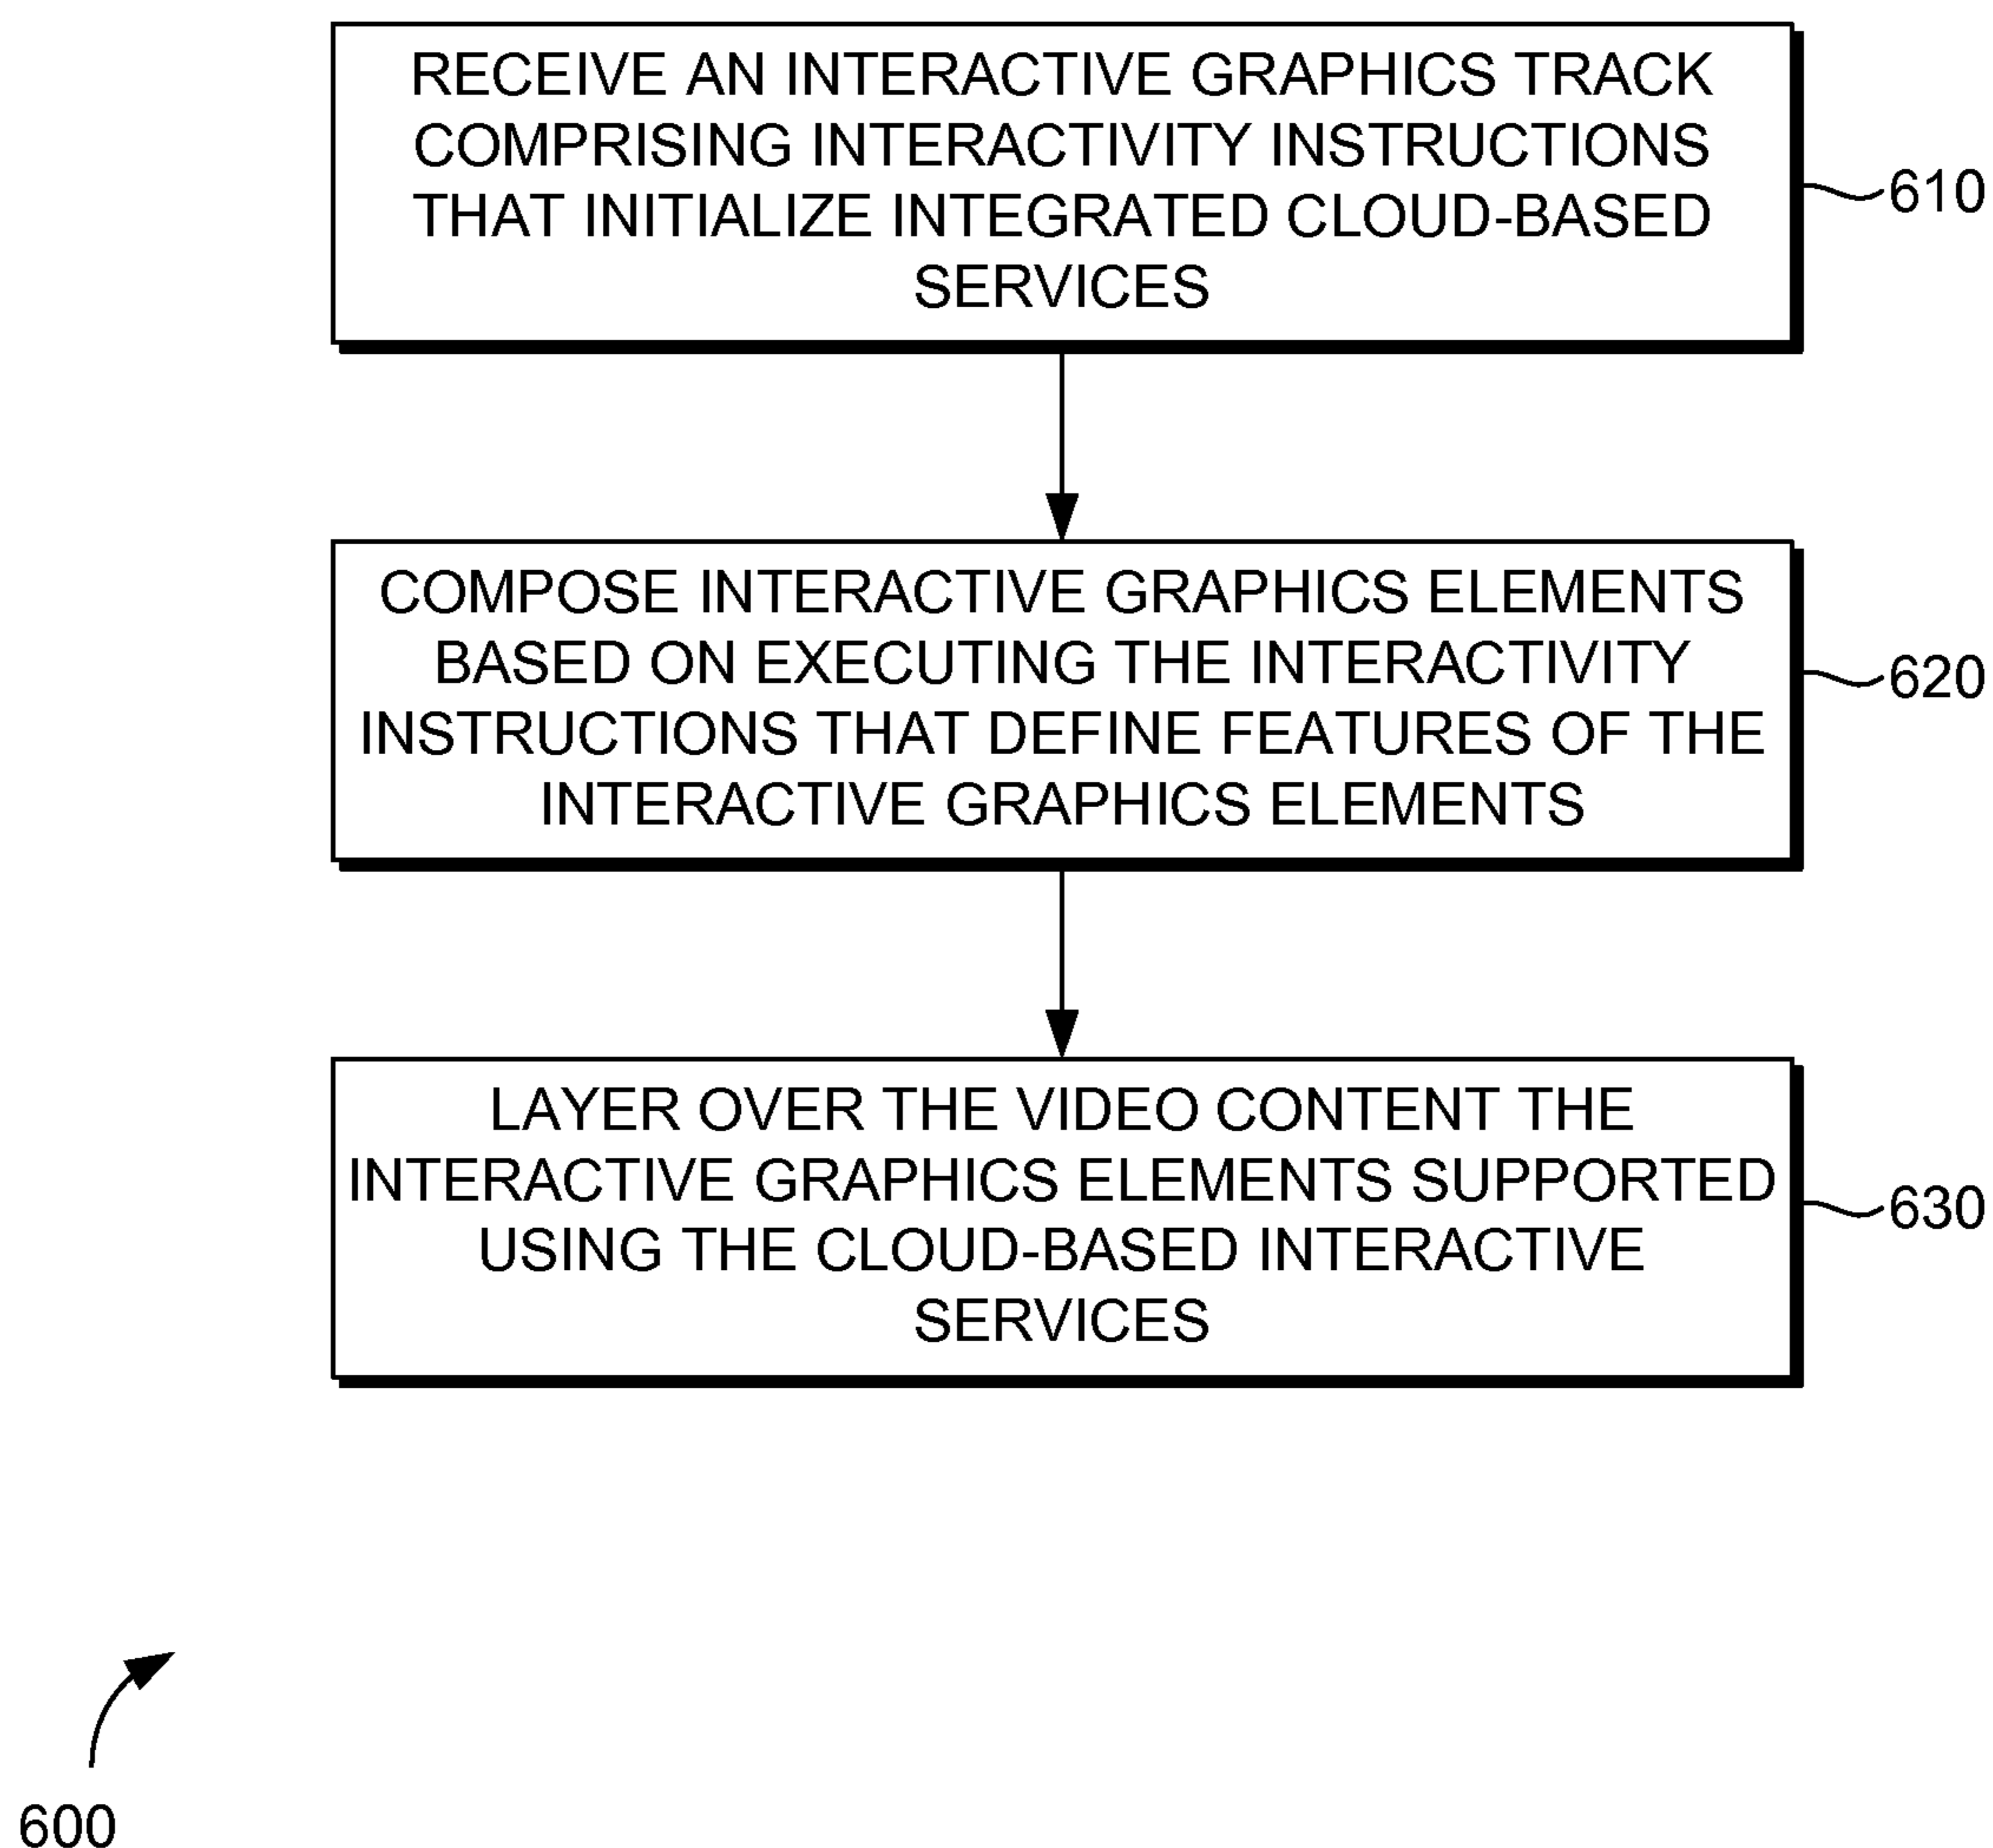 RECEIVE AN INTERACTIVE GRAPHICS TRACK
COMPRISING INTERACTIVITY INSTRUCTIONS
THAT INITIALIZE INTEGRATED CLOUD-BASED
SERVICES
610
COMPOSE INTERACTIVE GRAPHICS ELEMENTS
BASED ON EXECUTING THE INTERACTIVITY
INSTRUCTIONS THAT DEFINE FEATURES OF THE
INTERACTIVE GRAPHICS ELEMENTS
620
LAYER OVER THE VIDEO CONTENT THE
INTERACTIVE GRAPHICS ELEMENTS SUPPORTED
USING THE CLOUD-BASED INTERACTIVE
SERVICES
630
600